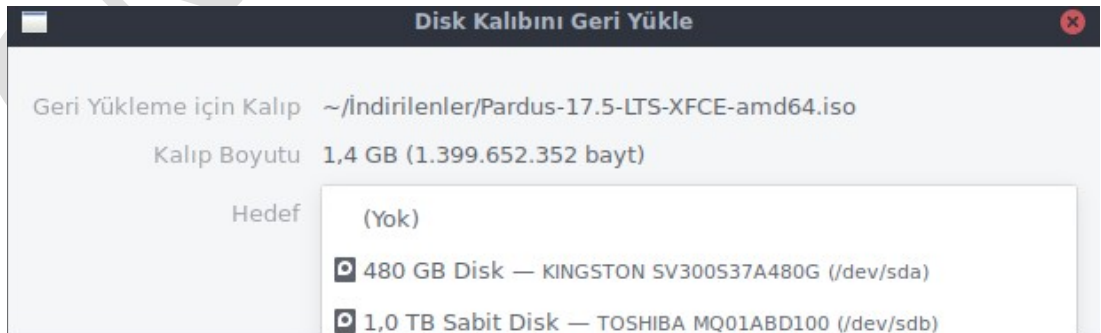 Disk Kalıbını Geri Yükle
Geri Yükleme için Kalıp ~/İndirilenler/Pardus-17.5-LTS-XFCE-amd64.iso
Kalıp Boyutu 1,4 GB (1.399.652.352 bayt)
Hedef (Yok)
480 GB Disk — KINGSTON SV300S37A480G (/dev/sda)
1,0 TB Sabit Disk — TOSHIBA MQ01ABD100 (/dev/sdb)